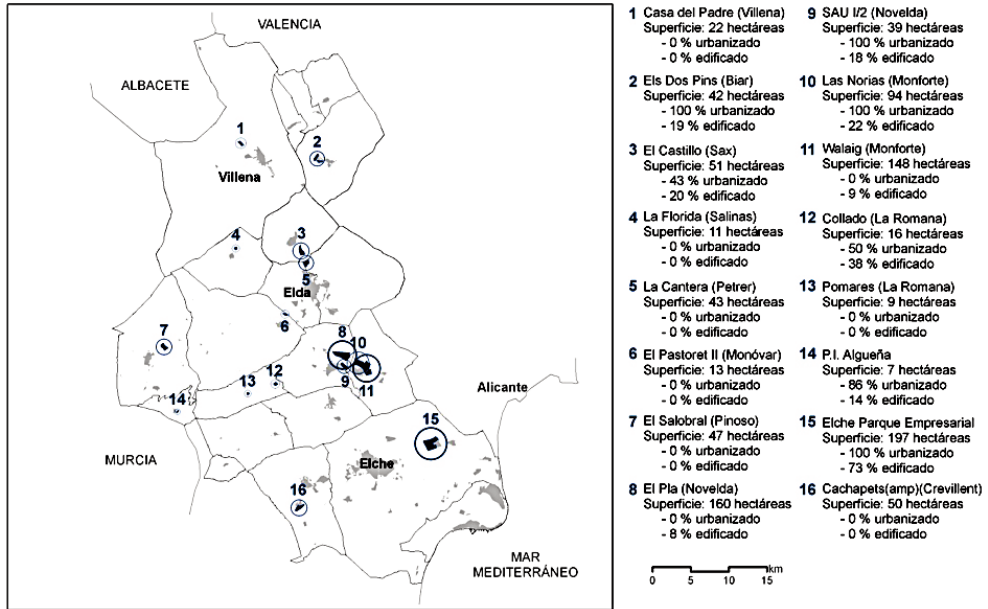 VALENCIA
ALBACETE
1
2
Villena
4
3
5
Elda
6
7
8
10
9
11
13
12
14
Alicante
15
MURCIA
Elche
16
MAR
MEDITERRÁNEO
1 Casa del Padre (Villena)
Superficie: 22 hectáreas
- 0 % urbanizado
- 0 % edificado
2 Els Dos Pins (Biar)
Superficie: 42 hectáreas
- 100 % urbanizado
- 19 % edificado
3 El Castillo (Sax)
Superficie: 51 hectáreas
- 43 % urbanizado
- 20 % edificado
4 La Florida (Salinas)
Superficie: 11 hectáreas
- 0 % urbanizado
- 0 % edificado
5 La Cantera (Petrer)
Superficie: 43 hectáreas
- 0 % urbanizado
- 0 % edificado
6 El Pastoret II (Monóvar)
Superficie: 13 hectáreas
- 0 % urbanizado
- 0 % edificado
7 El Salobral (Pinoso)
Superficie: 47 hectáreas
- 0 % urbanizado
- 0 % edificado
8 El Pla (Novelda)
Superficie: 160 hectáreas
- 0 % urbanizado
- 8 % edificado
9 SAU I/2 (Novelda)
Superficie: 39 hectáreas
- 100 % urbanizado
- 18 % edificado
10 Las Norias (Monforte)
Superficie: 94 hectáreas
- 100 % urbanizado
- 22 % edificado
11 Walaig (Monforte)
Superficie: 148 hectáreas
- 0 % urbanizado
- 9 % edificado
12 Collado (La Romana)
Superficie: 16 hectáreas
- 50 % urbanizado
- 38 % edificado
13 Pomares (La Romana)
Superficie: 9 hectáreas
- 0 % urbanizado
- 0 % edificado
14 P.I. Algueña
Superficie: 7 hectáreas
- 86 % urbanizado
- 14 % edificado
15 Elche Parque Empresarial
Superficie: 197 hectáreas
- 100 % urbanizado
- 73 % edificado
16 Cachapets(amp)(Crevillent)
Superficie: 50 hectáreas
- 0 % urbanizado
- 0 % edificado
km
0 5 10 15